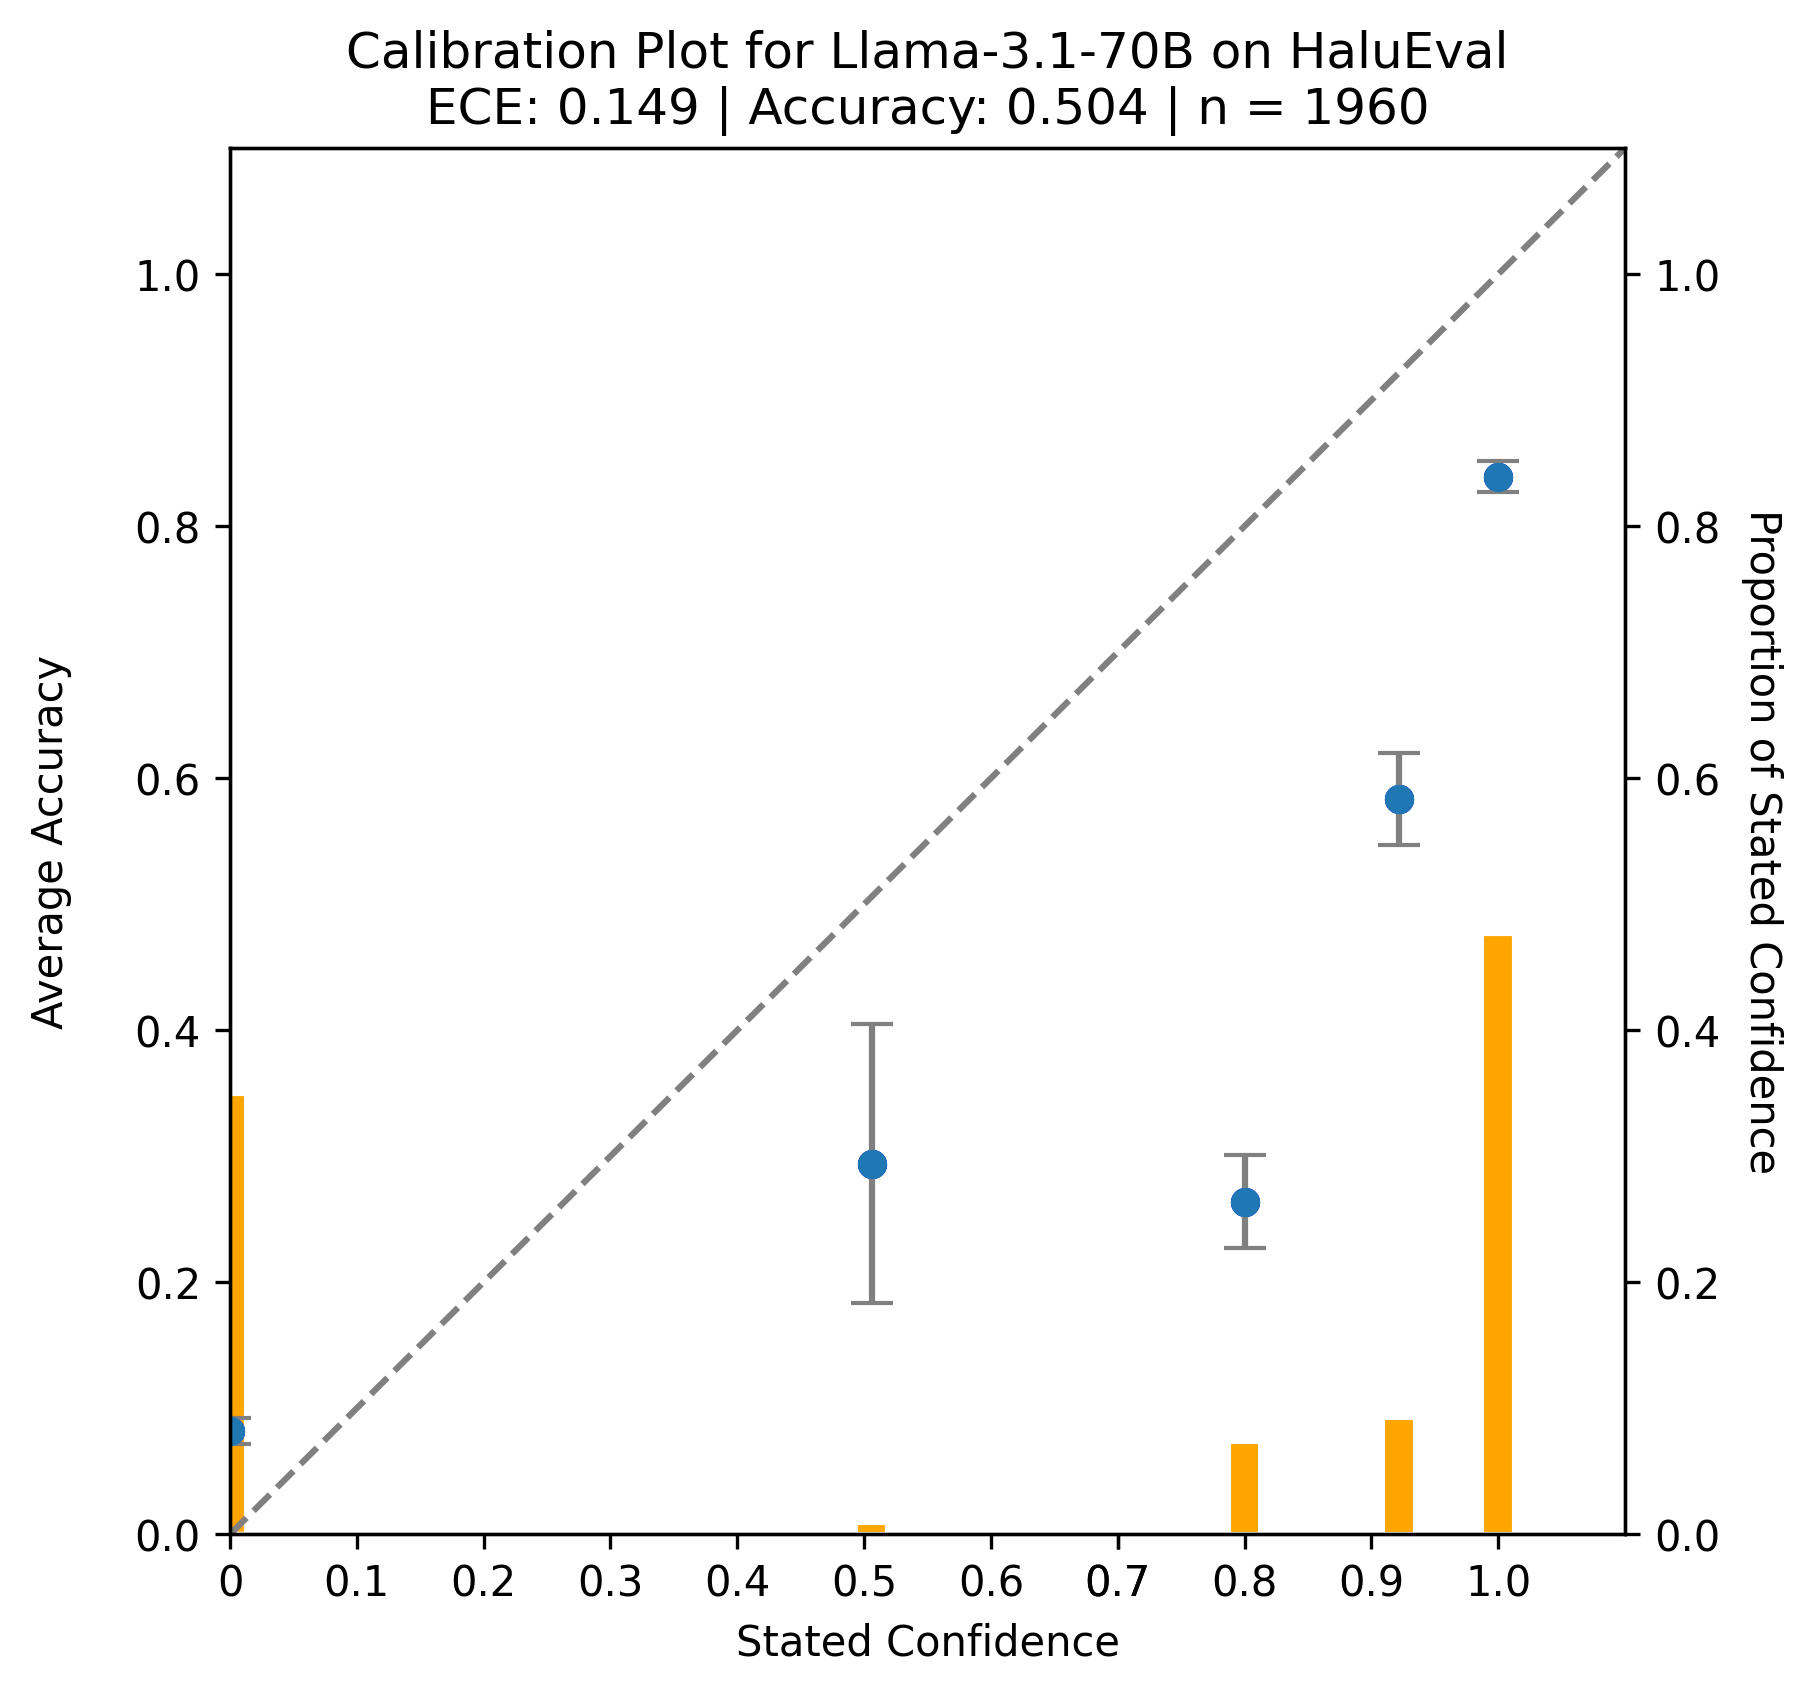 Calibration Plot for Llama-3.1-70B on HaluEval
ECE: 0.149 | Accuracy: 0.504 | n = 1960
Average Accuracy
1.0
0.8
0.6
0.4
0.2
0.0
1.0
0.8
0.6
0.4
0.2
0.0
Proportion of Stated Confidence
0 0.1 0.2 0.3 0.4 0.5 0.6 0.7 0.8 0.9 1.0
Stated Confidence